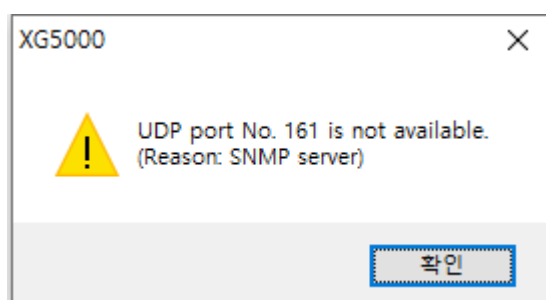 XG5000
UDP port No. 161 is not available.
(Reason: SNMP server)
확인